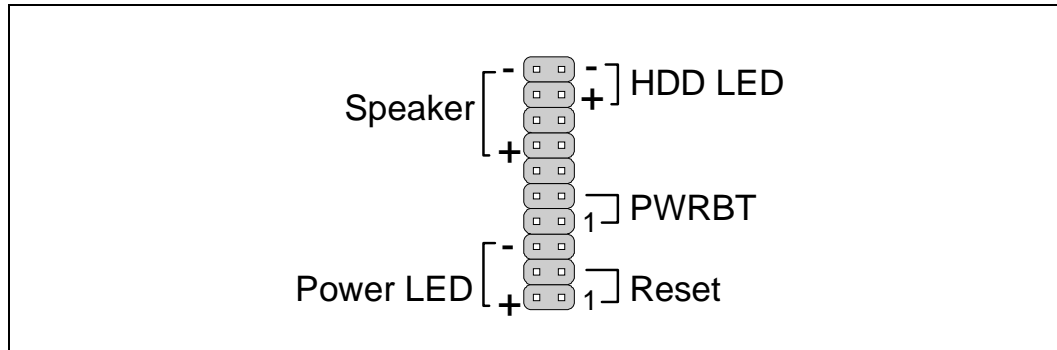 - - HDD LED
+
Speaker
+
PWRBT
1
-
Power LED Reset
+ 1